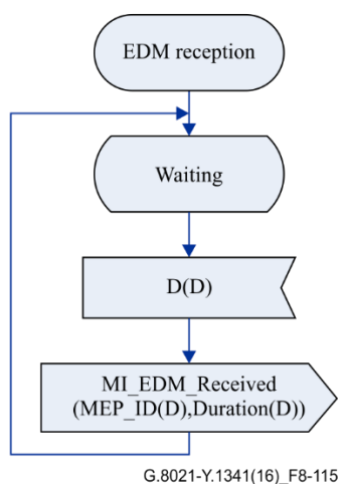 EDM reception
Waiting
D(D)
MI_EDM_Received
(MEP_ID(D),Duration(D))
G.8021-Y.1341(16)_F8-115